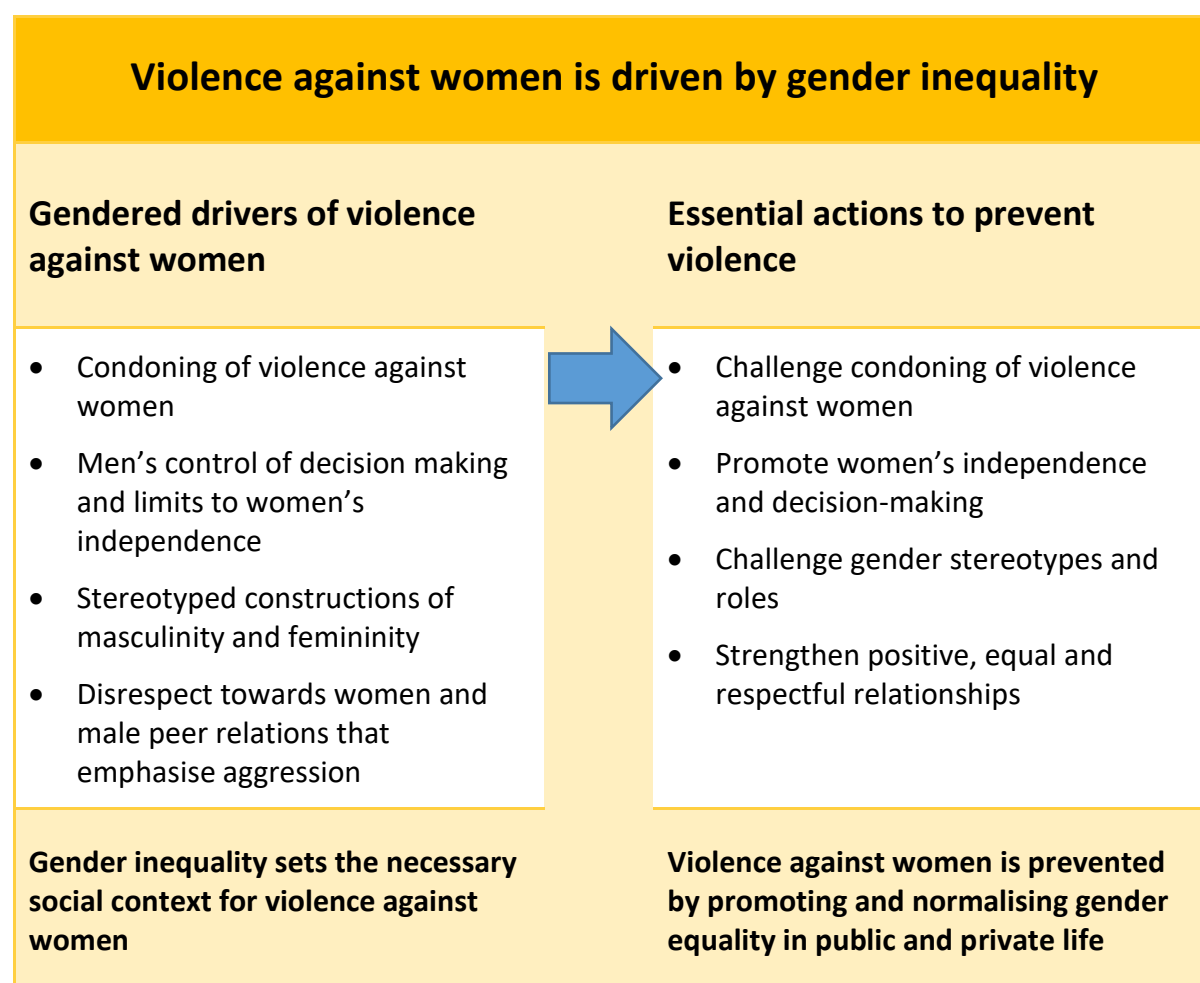 Violence against women is driven by gender inequality
Gendered drivers of violence
against women
Essential actions to prevent
violence
• Condoning of violence against
women
• Men’s control of decision making
and limits to women’s
independence
• Stereotyped constructions of
masculinity and femininity
• Disrespect towards women and
male peer relations that
emphasise aggression
• Challenge condoning of violence
against women
• Promote women’s independence
and decision-making
• Challenge gender stereotypes and
roles
• Strengthen positive, equal and
respectful relationships
Gender inequality sets the necessary
social context for violence against
women
Violence against women is prevented
by promoting and normalising gender
equality in public and private life